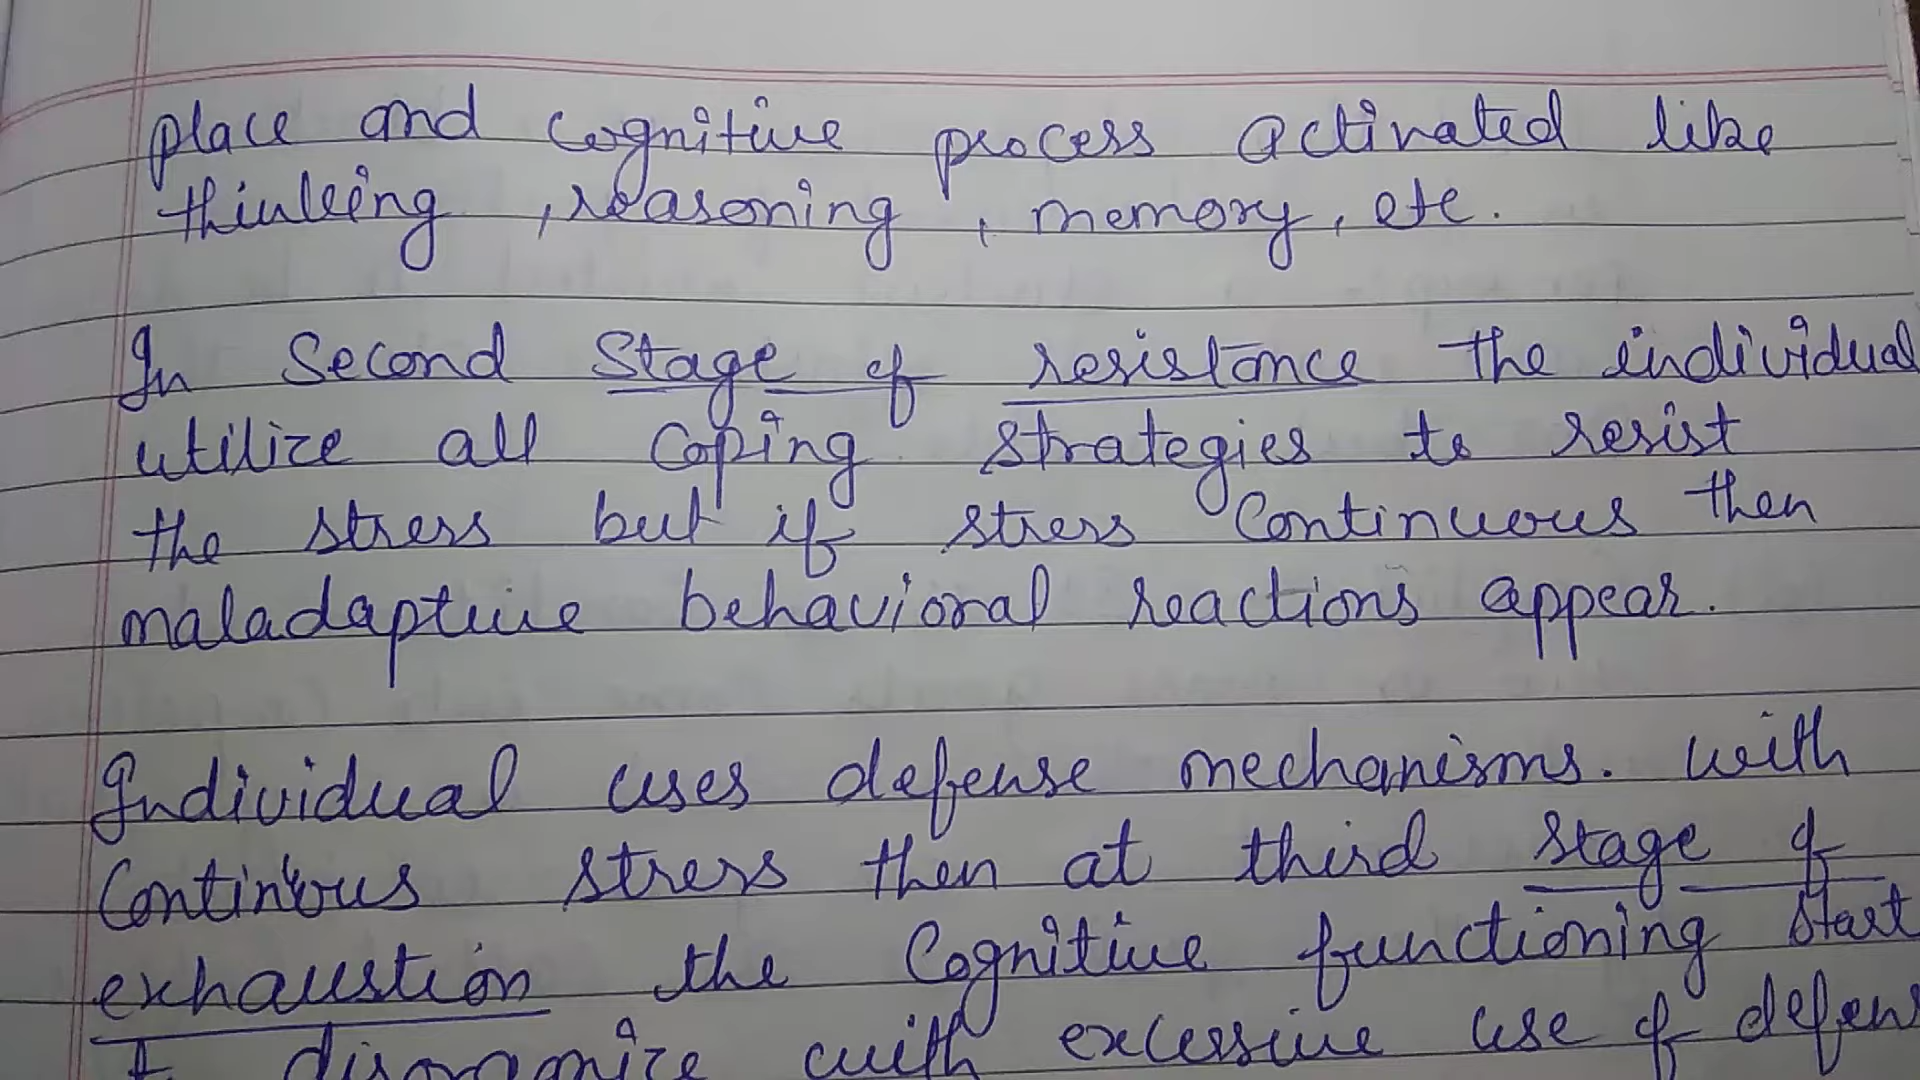 place and cognitive process activated like
thinking , reasoning , memory, etc.
In Second Stage of resistance the individual
utilize all Coping strategies to resist
the stress but if stress Continuous then
maladaptive behavioral reactions appear.
Individual uses defense mechanisms. with
Continuous stress then at third stage of
exhaustion the Cognitive functioning start
with excessive use of